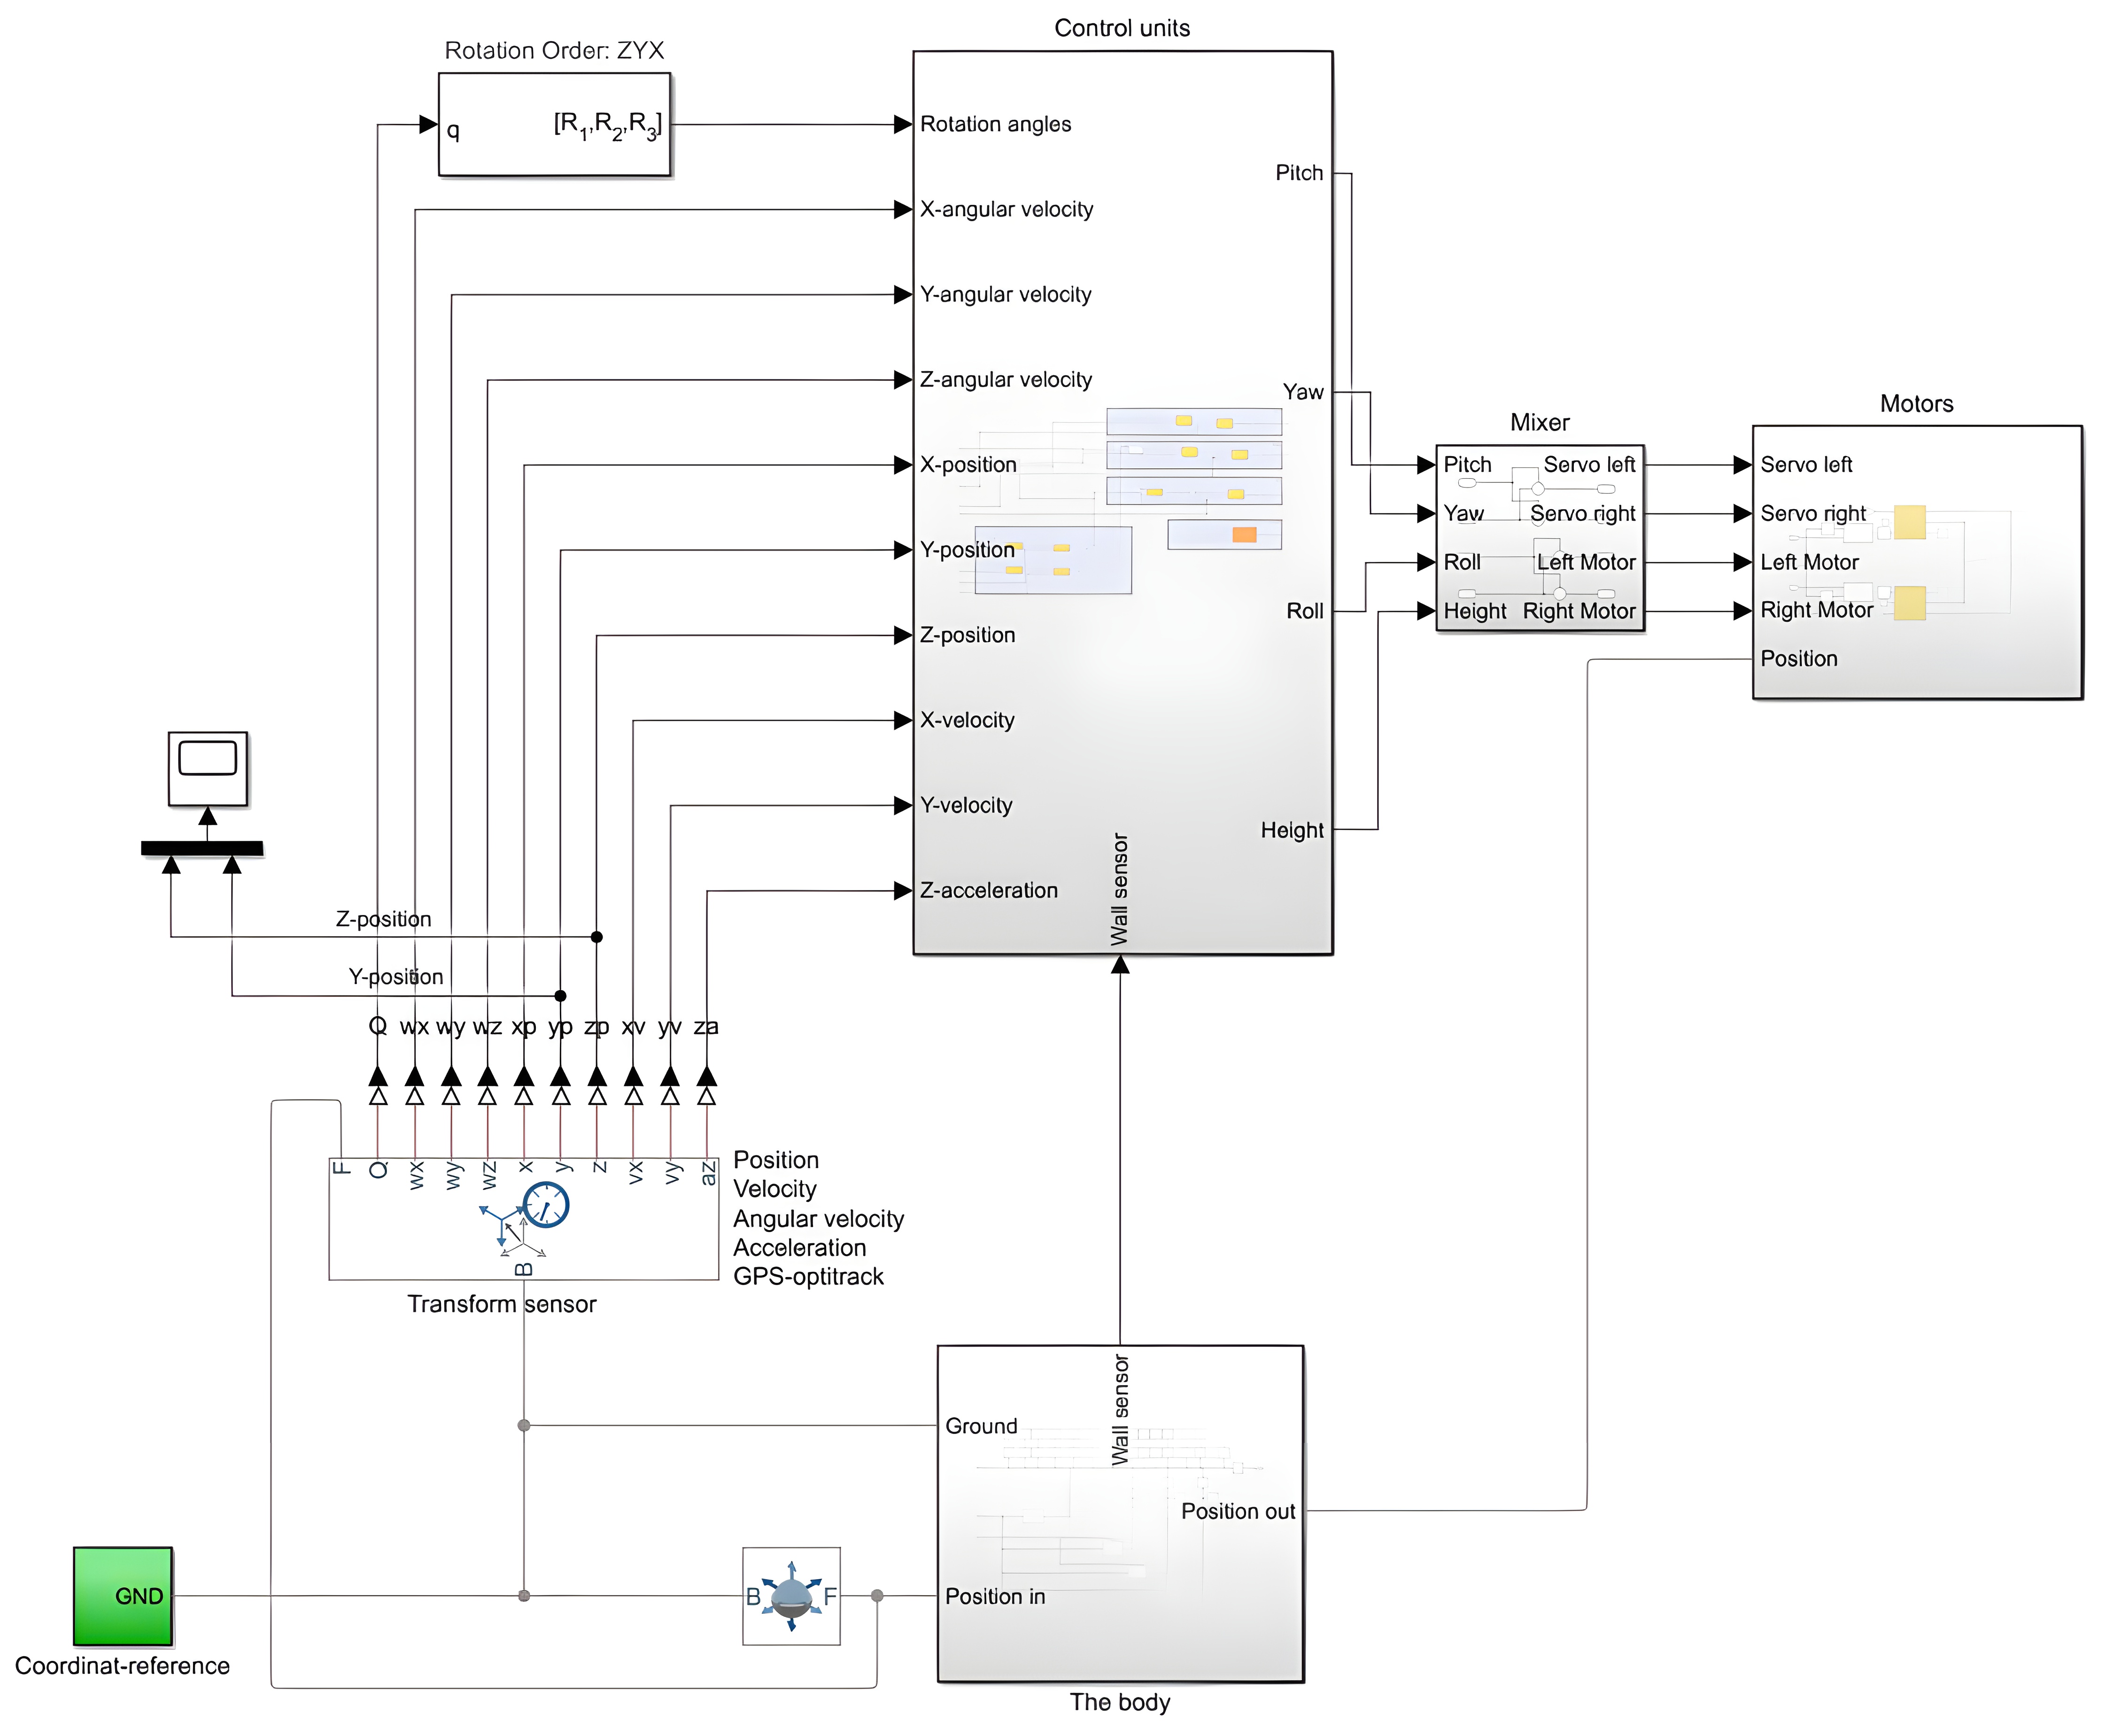 Control units
Rotation Order: ZYX
q
[R1,R2,R3]
Rotation angles
X-angular velocity
Y-angular velocity
Z-angular velocity
X-position
Y-position
Z-position
X-velocity
Y-velocity
Z-acceleration
Wall sensor
Pitch
Yaw
Roll
Height
Mixer
Pitch
Yaw
Roll
Height
Servo left
Servo right
Left Motor
Right Motor
Motors
Servo left
Servo right
Left Motor
Right Motor
Position
Z-position
Y-position
Q wx wy wz xp yp zp xv yv za
F Q wx wy wz x y z vx vy az
B
Transform sensor
Position
Velocity
Angular velocity
Acceleration
GPS-optitrack
Wall sensor
Ground
Position out
Position in
The body
GND
Coordinat-reference
B
F